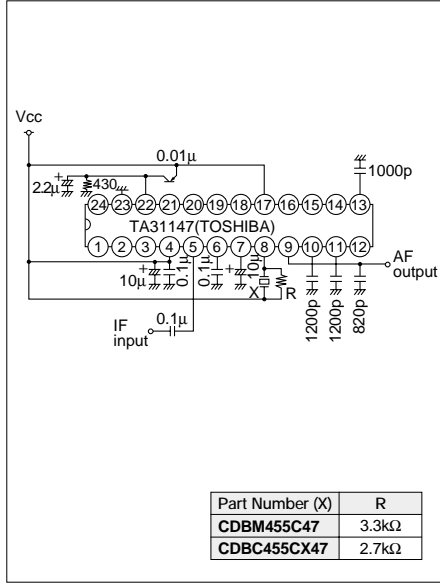 Vcc
0.01μ
+
2.2μ
430
1000p
24 23 22 21 20 19 18 17 16 15 14 13
TA31147(TOSHIBA)
1 2 3 4 5 6 7 8 9 10 11 12
AF
output
+
10μ
0.1μ
0.1μ
+
10μ
X
R
1200p
1200p
820p
IF
input
0.1μ
Part Number (X) R
CDBM455C47 3.3kΩ
CDBC455CX47 2.7kΩ